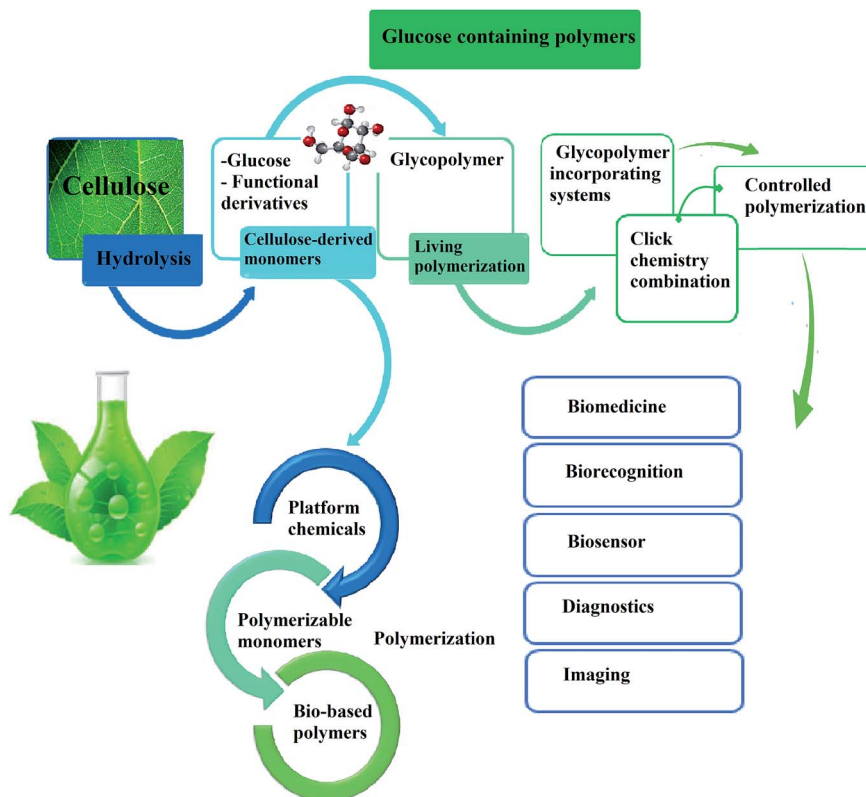 Glucose containing polymers
Cellulose
Hydrolysis
-Glucose
- Functional
derivatives
Cellulose-derived
monomers
Glycopolymer
Living
polymerization
Glycopolymer
incorporating
systems
Controlled
polymerization
Click
chemistry
combination
Platform
chemicals
Polymerizable
monomers
Polymerization
Bio-based
polymers
Biomedicine
Biorecognition
Biosensor
Diagnostics
Imaging